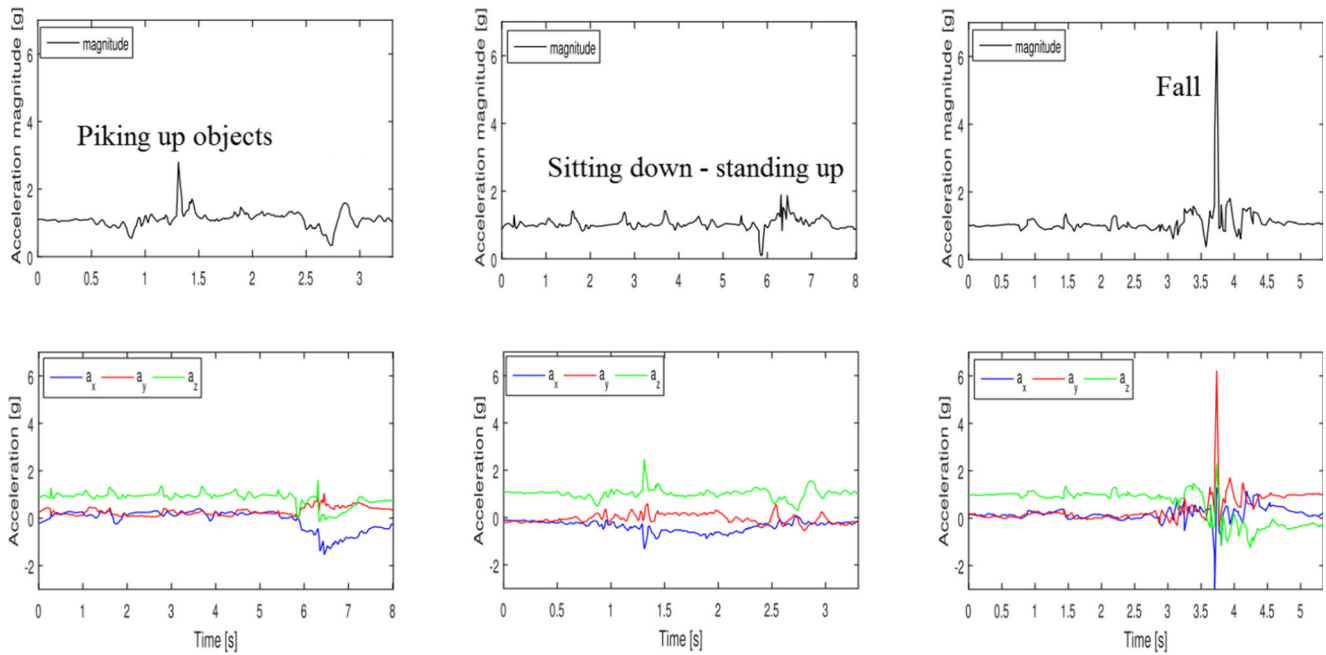 Acceleration magnitude [g]
6
4
2
0
magnitude
Piking up objects
0 0.5 1 1.5 2 2.5 3
Acceleration magnitude [g]
6
4
2
0
magnitude
Sitting down - standing up
0 1 2 3 4 5 6 7 8
Acceleration magnitude [g]
6
4
2
0
magnitude
Fall
0 0.5 1 1.5 2 2.5 3 3.5 4 4.5 5
Acceleration [g]
6
4
2
0
-2
a_x a_y a_z
0 1 2 3 4 5 6 7 8
Time [s]
Acceleration [g]
6
4
2
0
-2
a_x a_y a_z
0 0.5 1 1.5 2 2.5 3
Time [s]
Acceleration [g]
6
4
2
0
-2
a_x a_y a_z
0 0.5 1 1.5 2 2.5 3 3.5 4 4.5 5
Time [s]